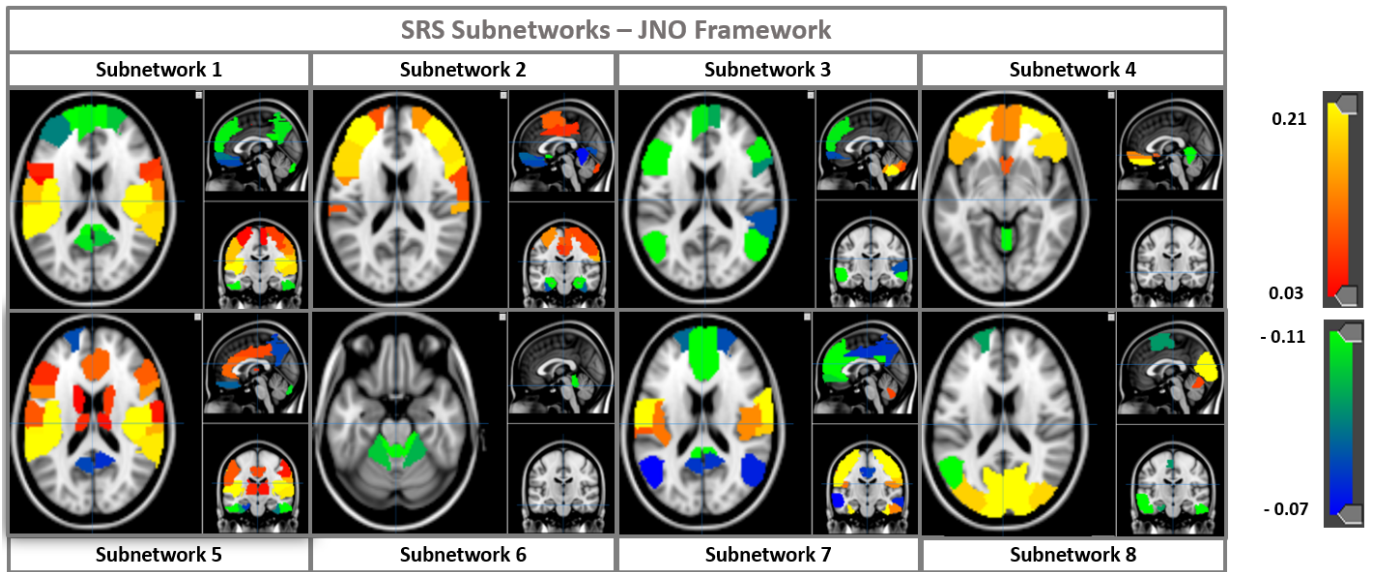 SRS Subnetworks – JNO Framework
Subnetwork 1
Subnetwork 2
Subnetwork 3
Subnetwork 4
0.21
0.03
- 0.11
- 0.07
Subnetwork 5
Subnetwork 6
Subnetwork 7
Subnetwork 8